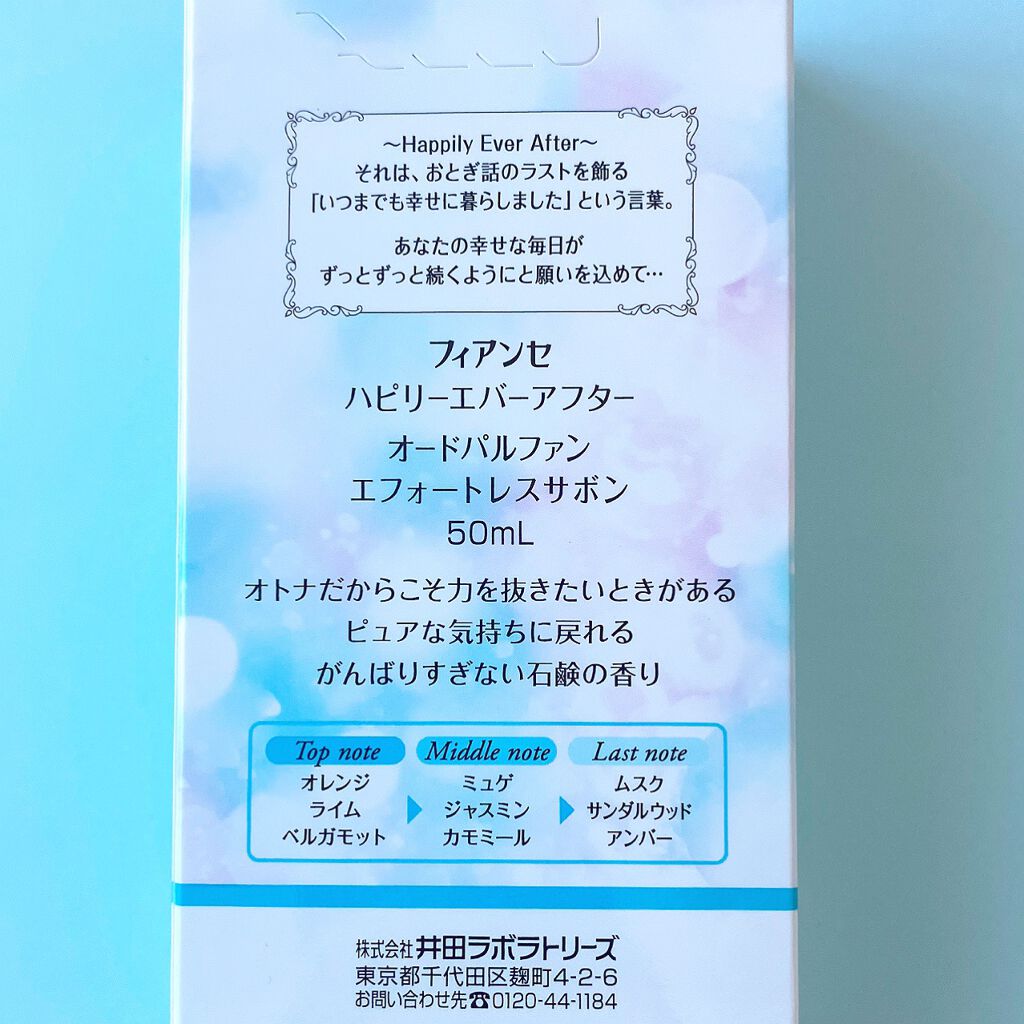 ～Happily Ever After～
それは、おとぎ話のラストを飾る
「いつまでも幸せに暮らしました」という言葉。
あなたの幸せな毎日が
ずっとずっと続くようにと願いを込めて…
フィアンセ
ハピリーエバーアフター
オードパルファン
エフォートレスサボン
50mL
オトナだからこそ力を抜きたいときがある
ピュアな気持ちに戻れる
がんばりすぎない石鹸の香り
Top note
オレンジ
ライム
ベルガモット
Middle note
ミュゲ
ジャスミン
カモミール
Last note
ムスク
サンダルウッド
アンバー
株式会社 井田ラボラトリーズ
東京都千代田区麹町4-2-6
お問い合わせ先☎0120-44-1184